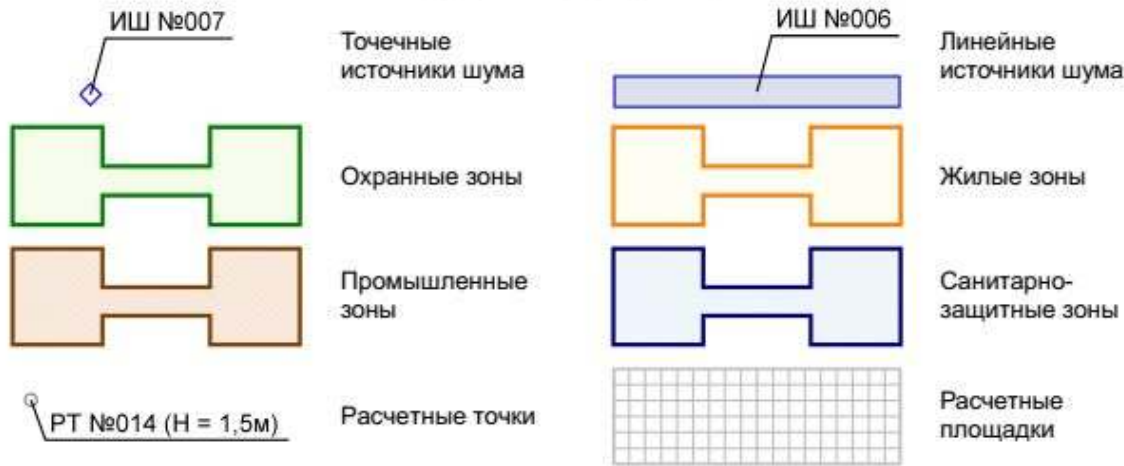 ИШ №007
Точечные
источники шума
ИШ №006
Линейные
источники шума
Охранные зоны
Жилые зоны
Промышленные
зоны
Санитарно-
защитные зоны
РТ №014 (Н = 1,5м)
Расчетные точки
Расчетные
площадки